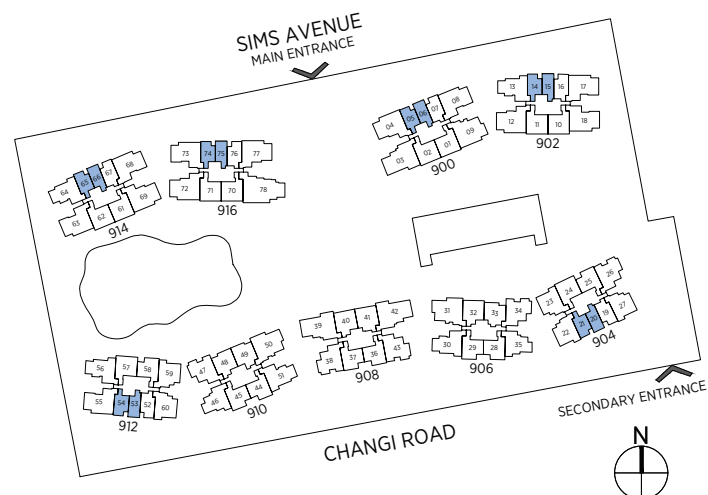 SIMS AVENUE
MAIN ENTRANCE
13 14 15 16 17
12 11 10 18
902
04 05 06 07 08
03 02 01 09
900
73 74 75 76 77
72 71 70 78
916
64 65 66 67 68
63 62 61 69
914
23 24 25 26
22 21 20 19 27
904
31 32 33 34
30 29 28 35
906
39 40 41 42
38 37 36 43
908
47 48 49 50
46 45 44 51
910
56 57 58 59
55 54 53 52 60
912
SECONDARY ENTRANCE
CHANGI ROAD
N